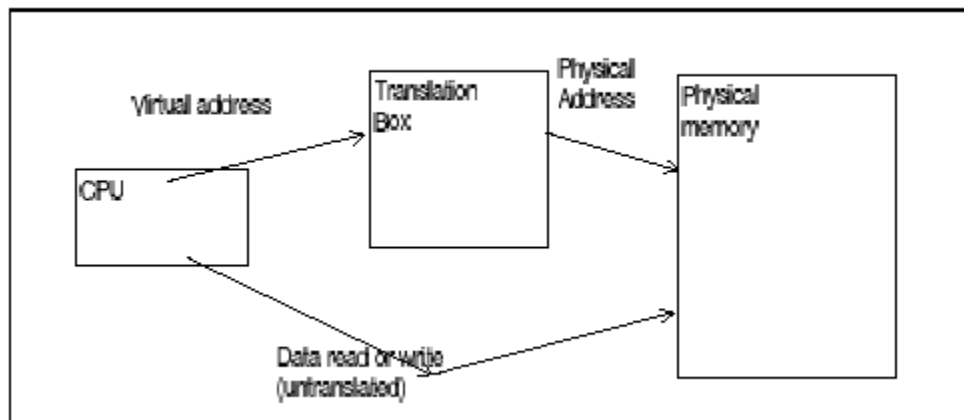 Virtual address
Translation
Box
Physical
Address
Physical
memory
CPU
Data read or write
(untranslated)